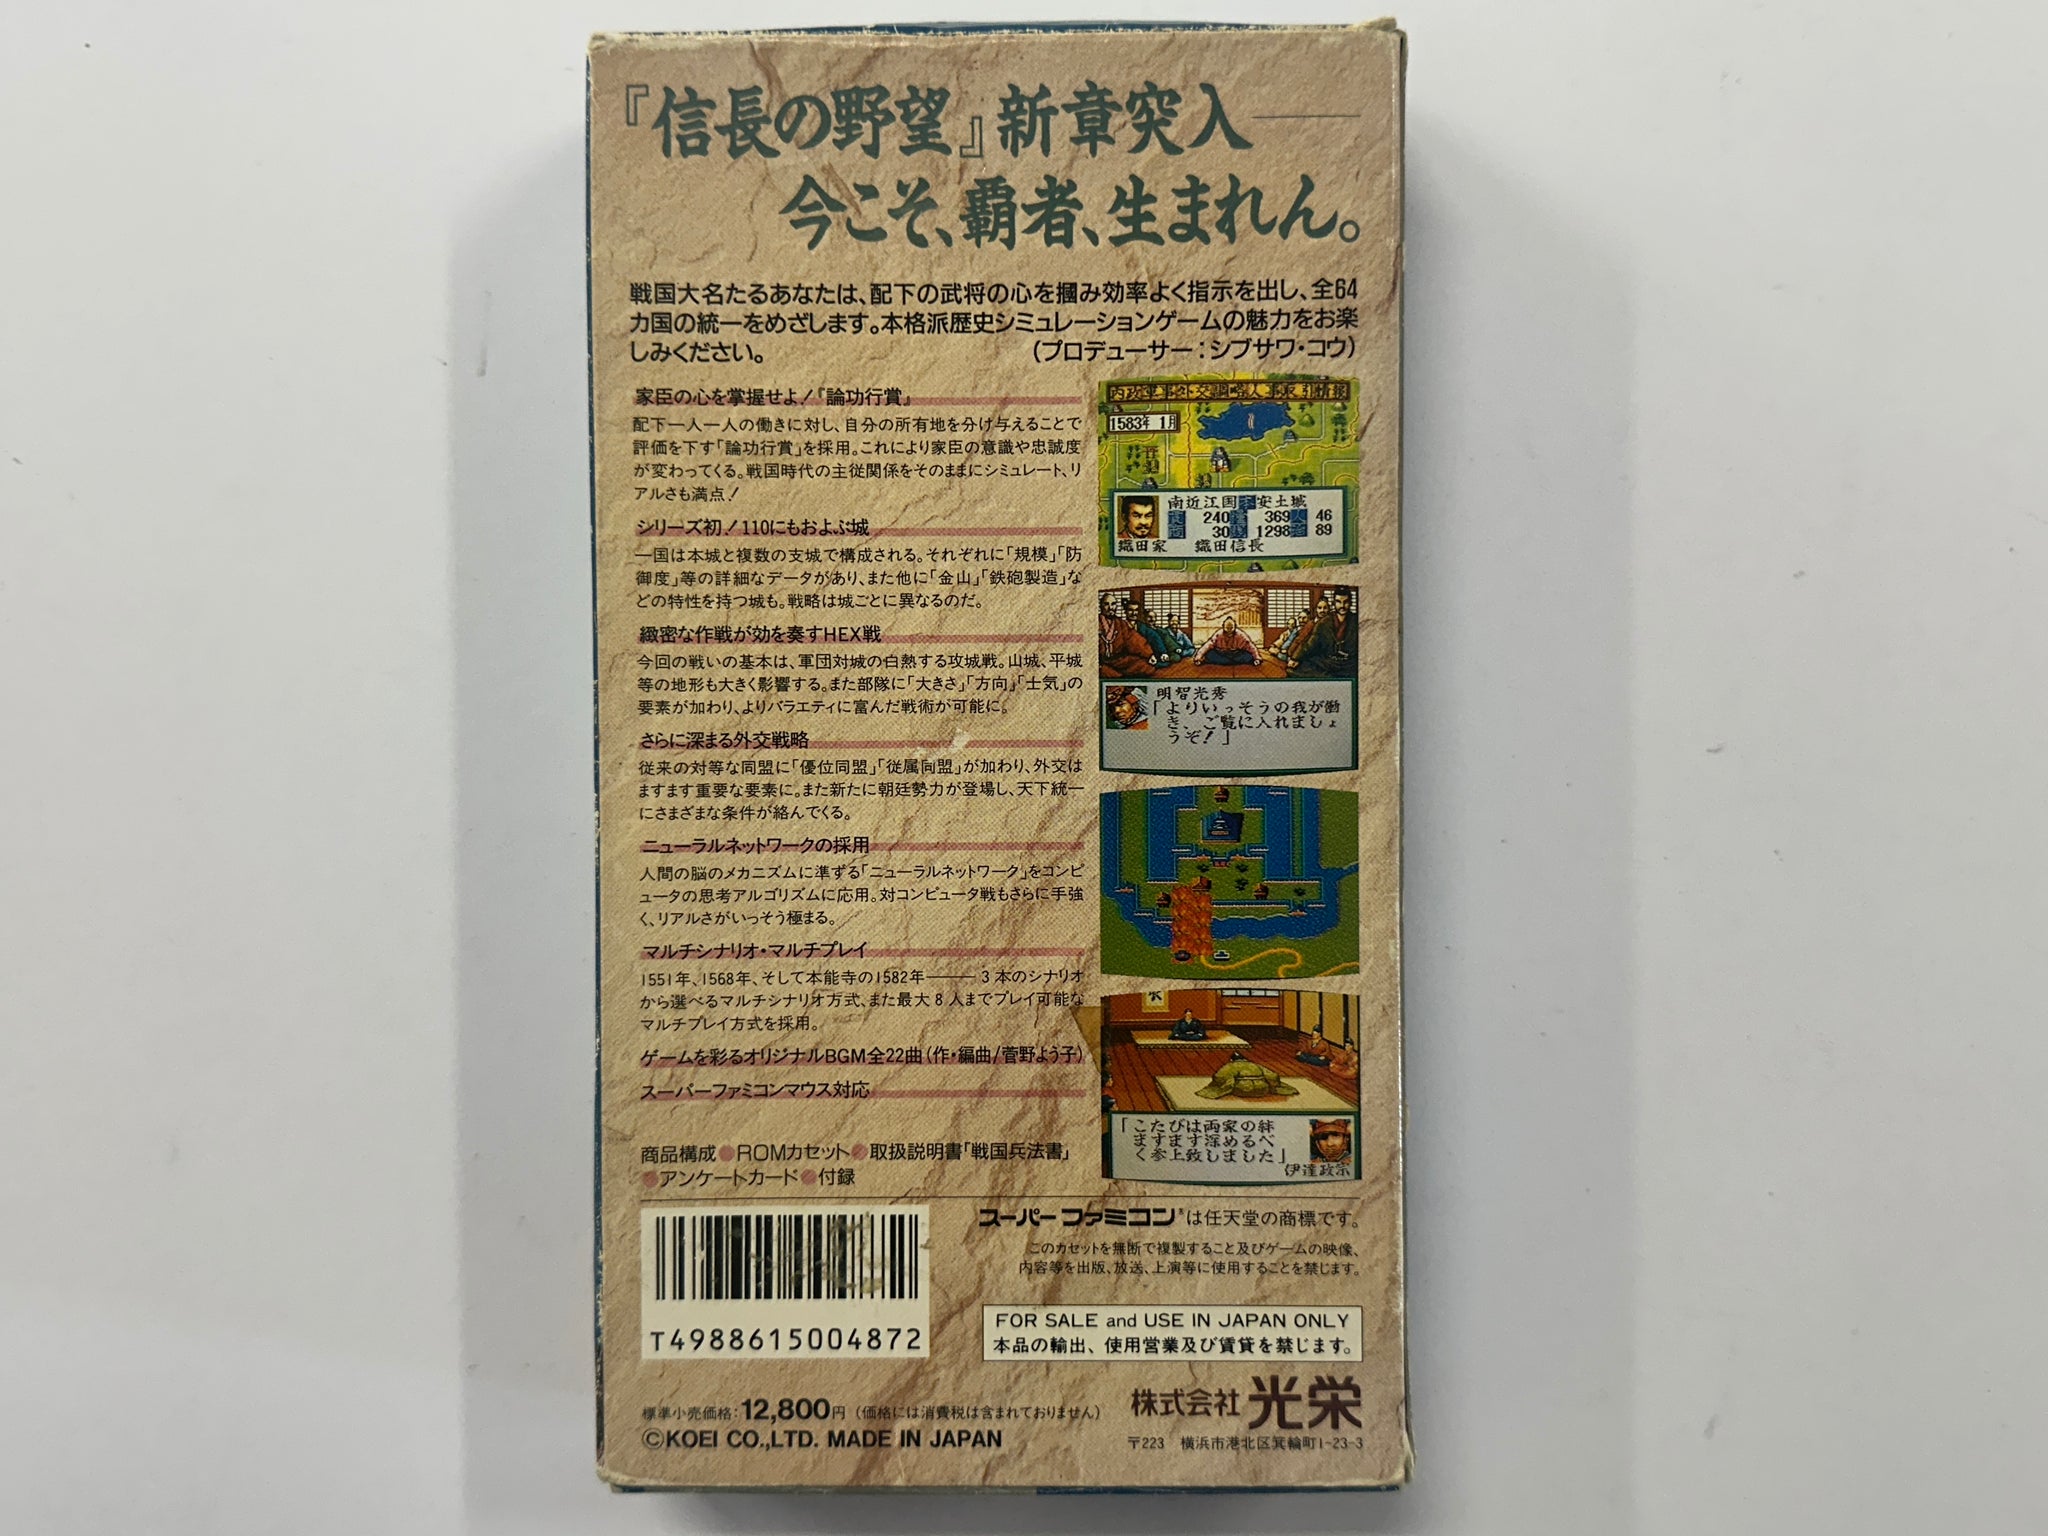 『信長の野望』新章突入――
今こそ、覇者、生まれん。
戦国大名たるあなたは、配下の武将の心を摑み効率よく指示を出し、全64
カ国の統一をめざします。本格派歴史シミュレーションゲームの魅力をお楽
しみください。 (プロデューサー:シブサワ・コウ)
家臣の心を掌握せよ!『論功行賞』
配下一人一人の働きに対し、自分の所有地を分け与えることで
評価を下す「論功行賞」を採用。これにより家臣の意識や忠誠度
が変わってくる。戦国時代の主従関係をそのままにシミュレート、リ
アルさも満点!
シリーズ初!110にもおよぶ城
一国は本城と複数の支城で構成される。それぞれに「規模」「防
御度」等の詳細なデータがあり、また他に「金山」「鉄砲製造」な
どの特性を持つ城も。戦略は城ごとに異なるのだ。
緻密な作戦が効を奏すHEX戦
今回の戦いの基本は、軍団対城の白熱する攻城戦。山城、平城
等の地形も大きく影響する。また部隊に「大きさ」「方向」「士気」の
要素が加わり、よりバラエティに富んだ戦術が可能に。
さらに深まる外交戦略
従来の対等な同盟に「優位同盟」「従属同盟」が加わり、外交は
ますます重要な要素に。また新たに朝廷勢力が登場し、天下統一
にさまざまな条件が絡んでくる。
ニューラルネットワークの採用
人間の脳のメカニズムに準ずる「ニューラルネットワーク」をコンピ
ュータの思考アルゴリズムに応用。対コンピュータ戦もさらに手強
く、リアルさがいっそう極まる。
マルチシナリオ・マルチプレイ
1551年、1568年、そして本能寺の1582年―― 3本のシナリオ
から選べるマルチシナリオ方式、また最大8人までプレイ可能な
マルチプレイ方式を採用。
ゲームを彩るオリジナルBGM全22曲(作・編曲/菅野よう子)
スーパーファミコンマウス対応
内政軍事外交調略人事取引情報
1583年 1月
南近江国 安土城
240 369 46
30 1298 89
織田家 織田信長
明智光秀
「よりいっそうの我が働
き、ご覧に入れましょ
うぞ!」
「こたびは両家の絆
ますます深めるべ
く参上致しました」
伊達政宗
商品構成●ROMカセット●取扱説明書「戦国兵法書」
●アンケートカード●付録
スーパーファミコン®は任天堂の商標です。
このカセットを無断で複製すること及びゲームの映像、
内容等を出版、放送、上演等に使用することを禁じます。
T4988615004872
FOR SALE and USE IN JAPAN ONLY
本品の輸出、使用営業及び賃貸を禁じます。
標準小売価格:12,800円(価格には消費税は含まれておりません)
©KOEI CO.,LTD. MADE IN JAPAN
株式会社 光栄
〒223 横浜市港北区箕輪町1-23-3